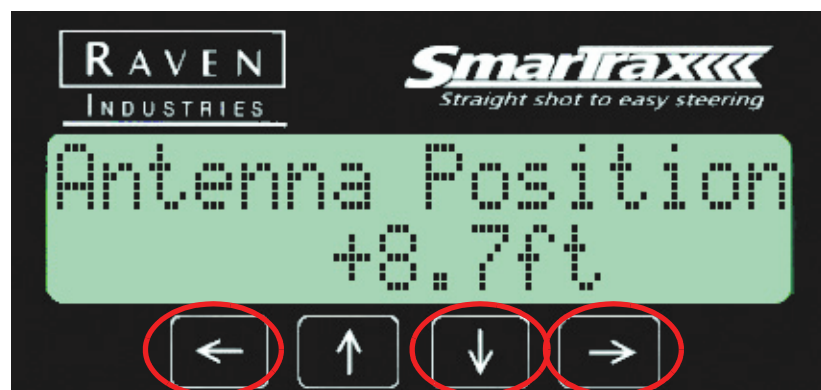 RAVEN
INDUSTRIES
SmarTrax
Straight shot to easy steering
Antenna Position
+8.7ft